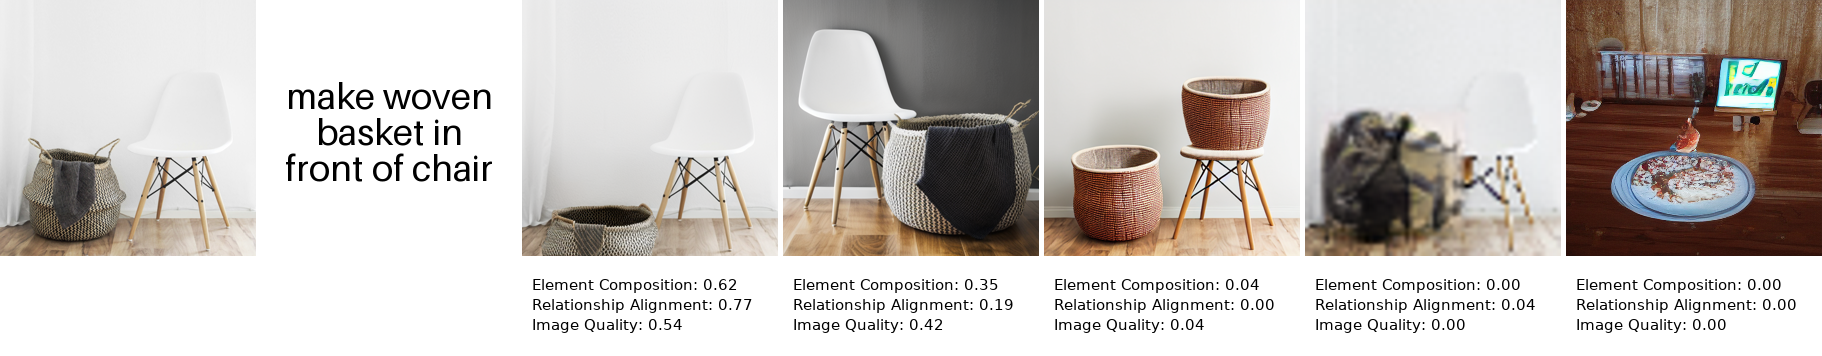 make woven
basket in
front of chair
Element Composition: 0.62
Relationship Alignment: 0.77
Image Quality: 0.54
Element Composition: 0.35
Relationship Alignment: 0.19
Image Quality: 0.42
Element Composition: 0.04
Relationship Alignment: 0.00
Image Quality: 0.04
Element Composition: 0.00
Relationship Alignment: 0.04
Image Quality: 0.00
Element Composition: 0.00
Relationship Alignment: 0.00
Image Quality: 0.00